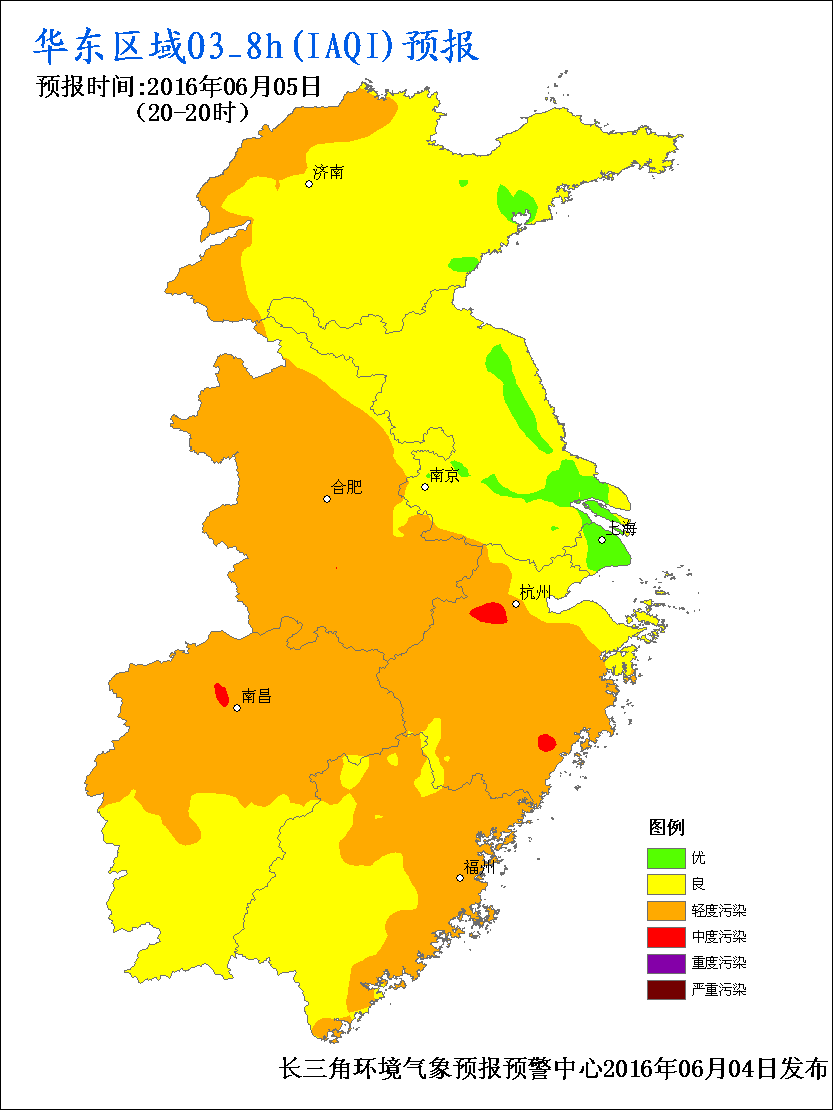 华东区域O3_8h(IAQI)预报
预报时间:2016年06月05日
（20-20时）
济南
南京
合肥
上海
杭州
南昌
福州
图例
优
良
轻度污染
中度污染
重度污染
严重污染
长三角环境气象预报预警中心2016年06月04日发布